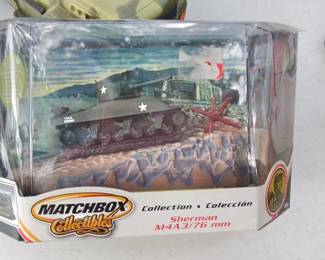 MATCHBOX
Collectibles
Collection • Colección
Sherman
M4A3/76 mm